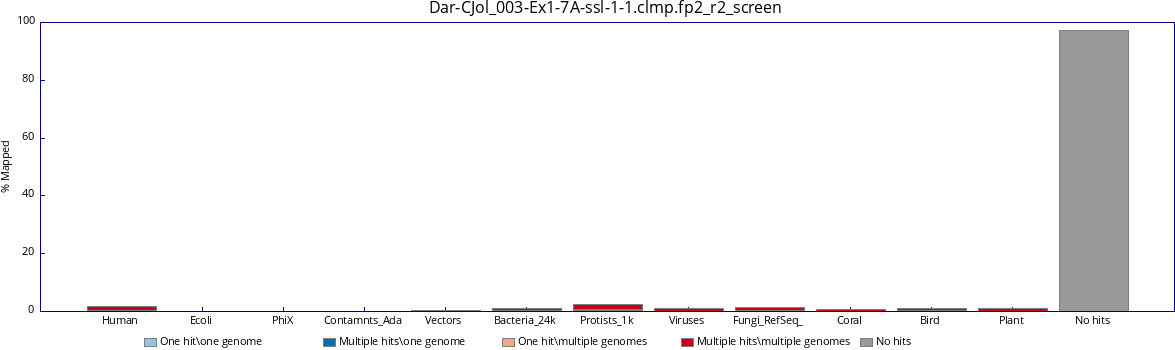 Dar-CJol_003-Ex1-7A-ssl-1-1.clmp.fp2_r2_screen
100
80
60
40
20
0
% Mapped
Human Ecoli PhiX Contamnts_Ada Vectors Bacteria_24k Protists_1k Viruses Fungi_RefSeq_ Coral Bird Plant No hits
One hit\one genome Multiple hits\one genome One hit\multiple genomes Multiple hits\multiple genomes No hits